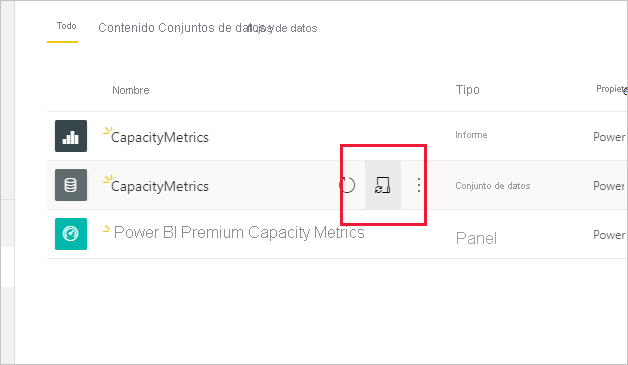 Todo Contenido Conjuntos de datos y flujos de datos
Nombre Tipo
CapacityMetrics Informe Power
CapacityMetrics Conjunto de datos Power
Power BI Premium Capacity Metrics Panel Power